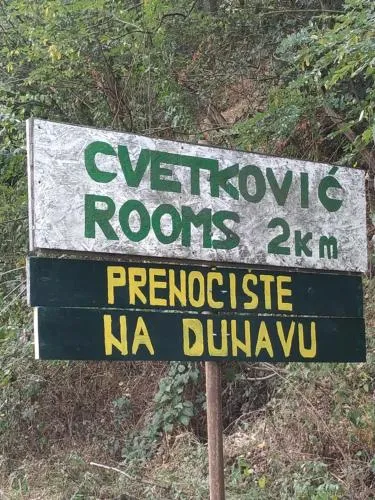 CVETKOVIĆ
ROOMS 2KM
PRENOĆIŠTE
NA DUNAVU